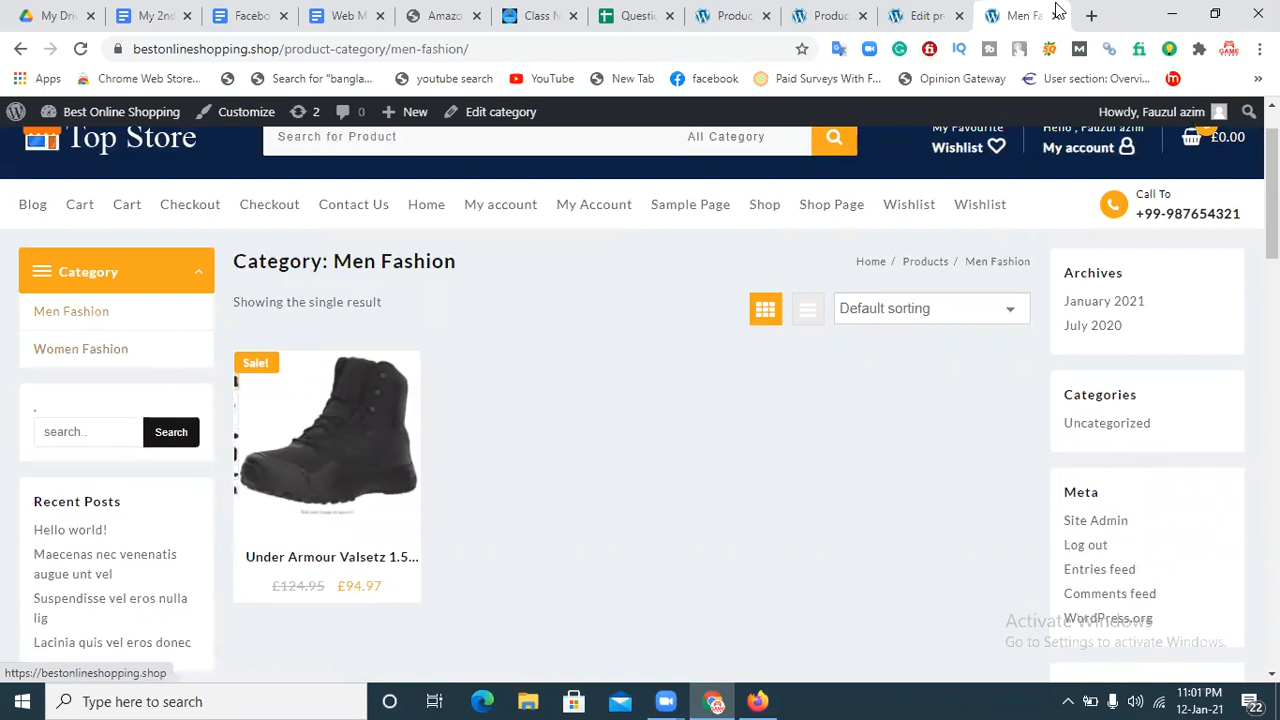 My Dri
My 2nd
Facebo
Web M
Amazo
Class N
Questi
Produc
Produc
Edit p
Men Fa
bestonlineshopping.shop/product-category/men-fashion/
Apps
Chrome Web Store...
Search for "bangla...
youtube search
YouTube
New Tab
facebook
Paid Surveys With F...
Opinion Gateway
User section: Overvi...
»
Best Online Shopping
Customize
2
0
New
Edit category
Howdy, Fauzul azim
Top Store
Search for Product
All Category
My Favourite
Wishlist
Hello , Fauzul azim
My account
£0.00
Blog
Cart
Cart
Checkout
Checkout
Contact Us
Home
My account
My Account
Sample Page
Shop
Shop Page
Wishlist
Wishlist
Call To
+99-987654321
Category
Men Fashion
Women Fashion
.
search..
Search
Recent Posts
Hello world!
Maecenas nec venenatis
augue unt vel
Suspendisse vel eros nulla
lig
Lacinia quis vel eros donec
Category: Men Fashion
Home / Products / Men Fashion
Showing the single result
Default sorting
Sale!
Under Armour Valsetz 1.5...
£124.95 £94.97
Archives
January 2021
July 2020
Categories
Uncategorized
Meta
Site Admin
Log out
Entries feed
Comments feed
WordPress.org
Activate Windows
Go to Settings to activate Windows.
https://bestonlineshopping.shop
Type here to search
11:01 PM
12-Jan-21
22